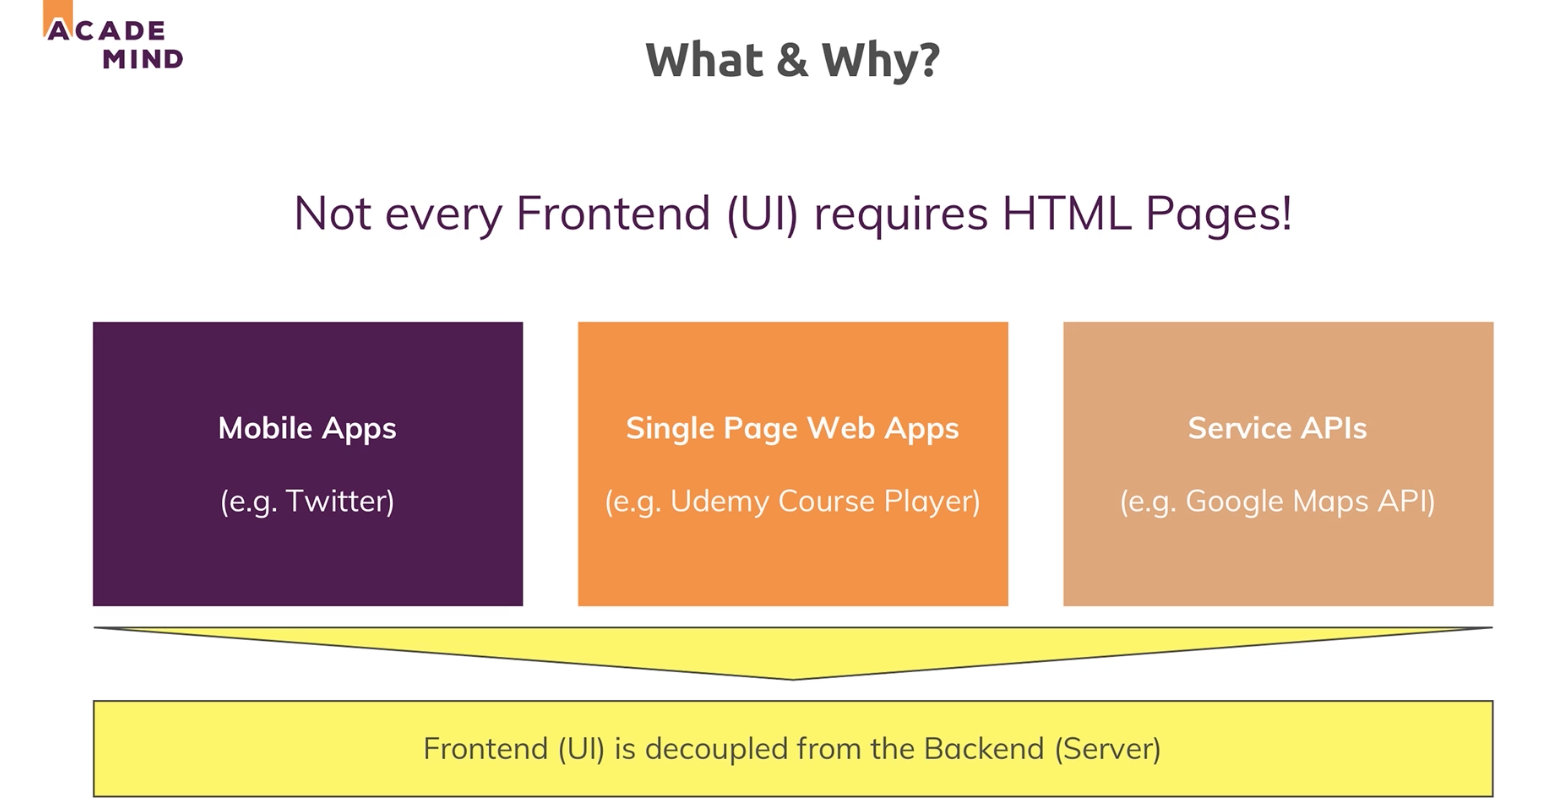 ACADE
MIND
What & Why?
Not every Frontend (UI) requires HTML Pages!
Mobile Apps
(e.g. Twitter)
Single Page Web Apps
(e.g. Udemy Course Player)
Service APIs
(e.g. Google Maps API)
Frontend (UI) is decoupled from the Backend (Server)